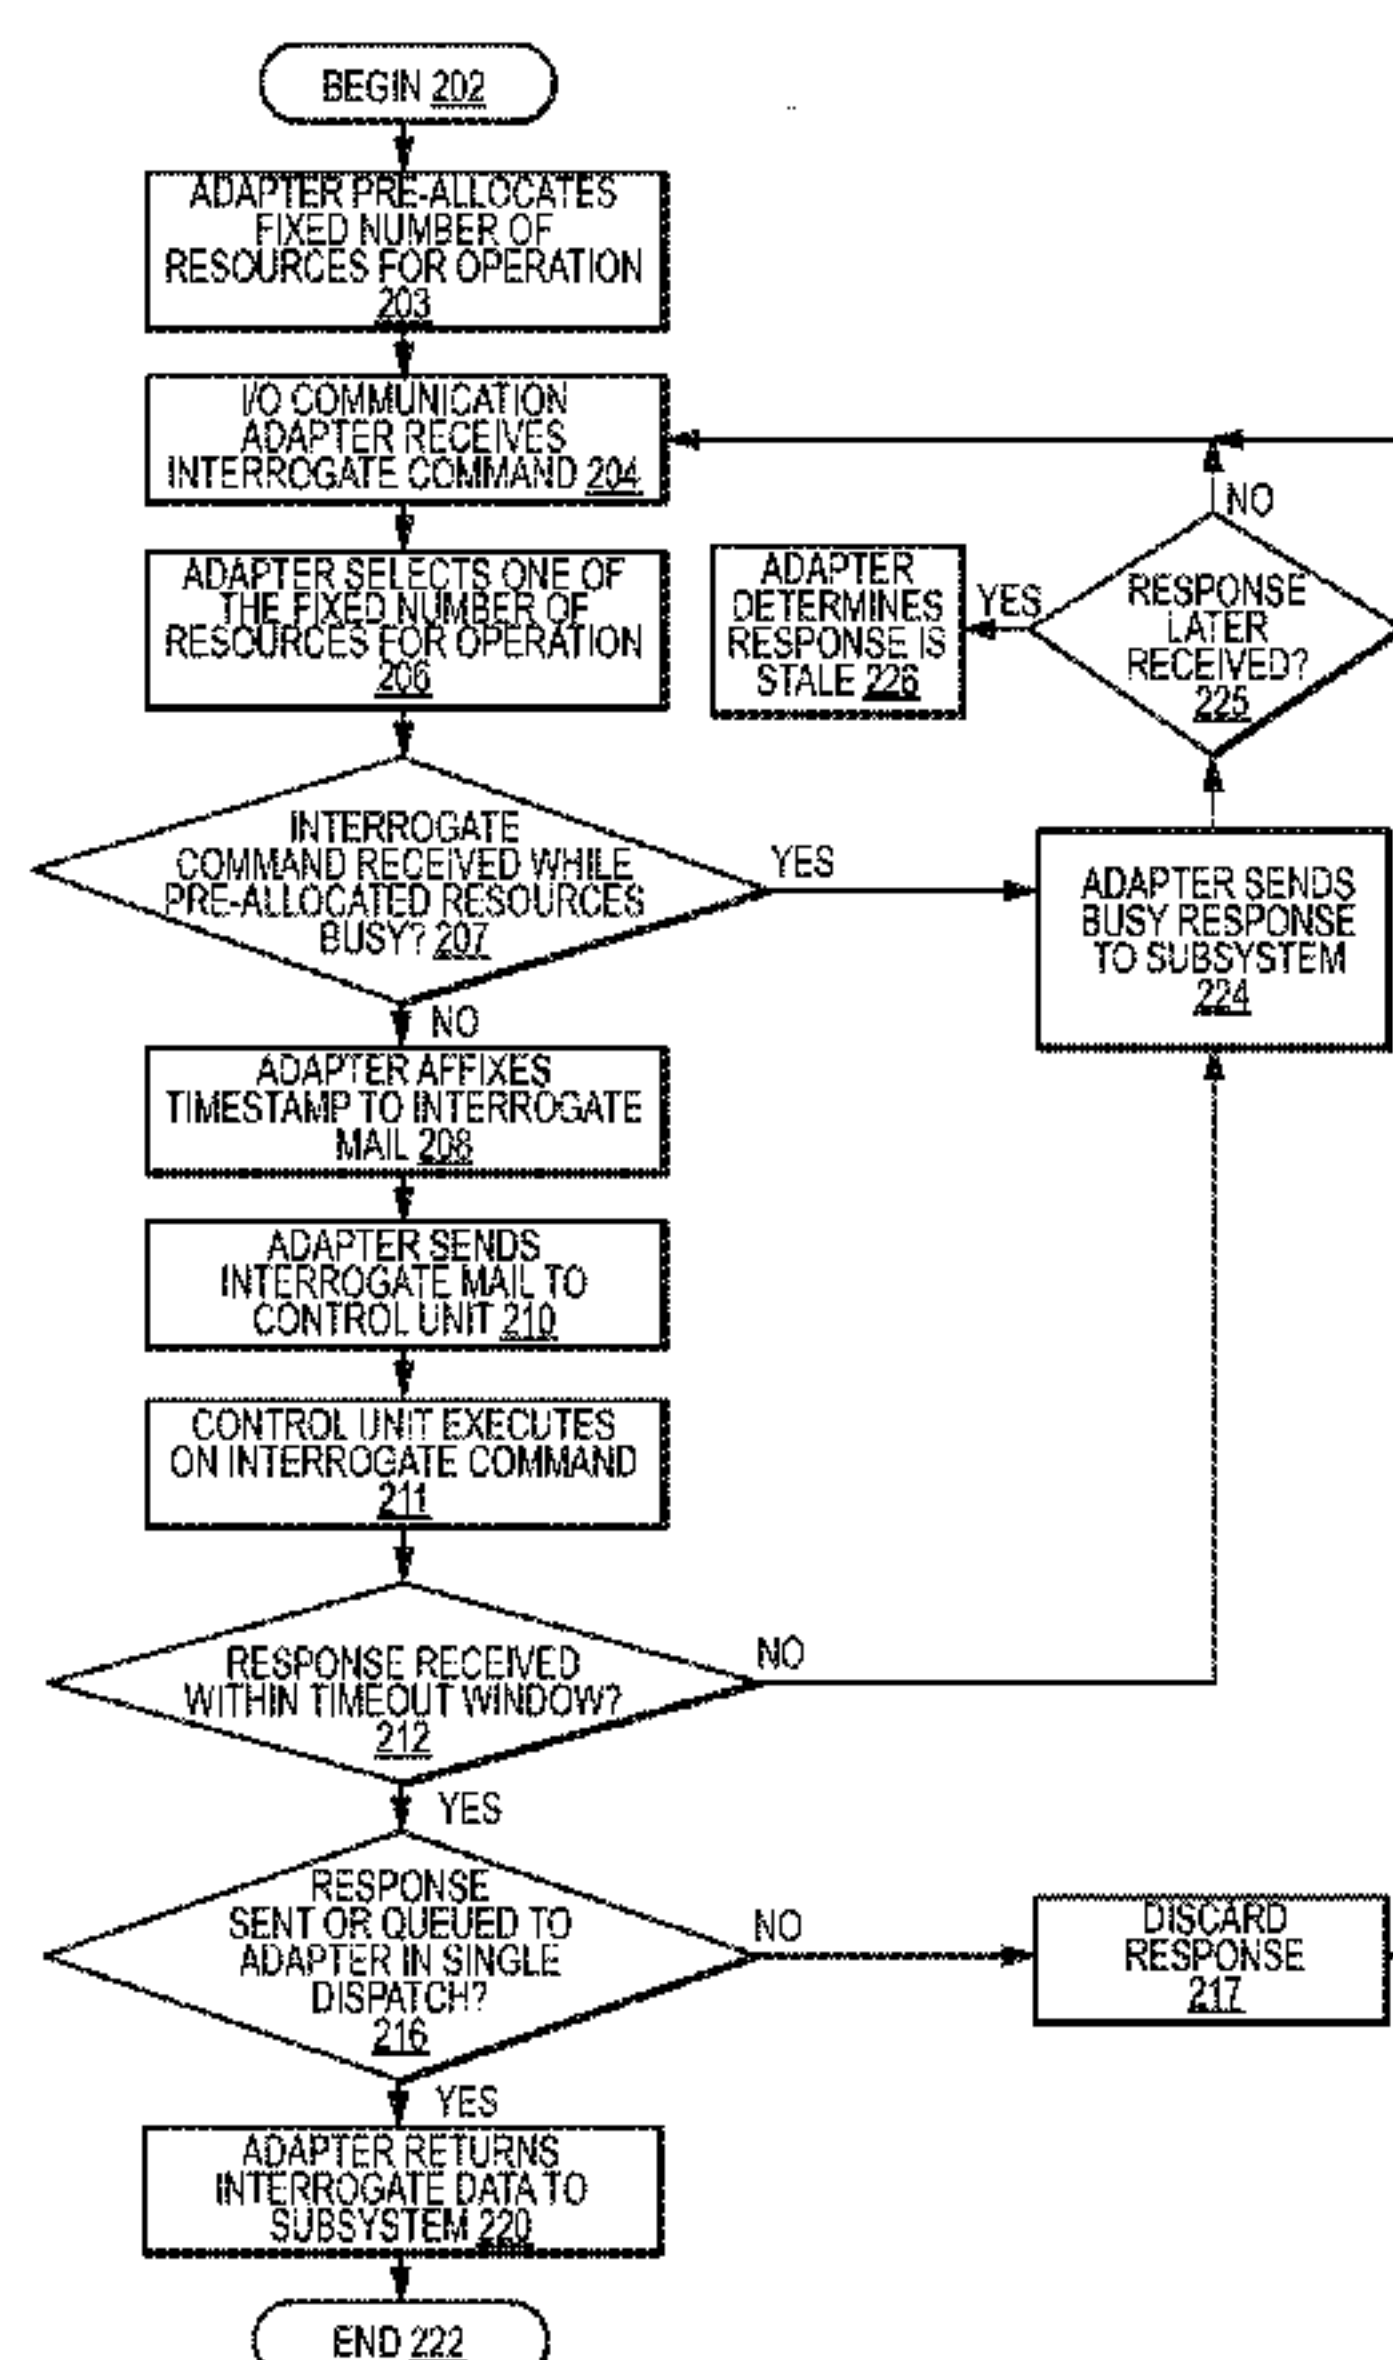 BEGIN 202
ADAPTER PRE-ALLOCATES
FIXED NUMBER OF
RESOURCES FOR OPERATION
203
I/O COMMUNICATION
ADAPTER RECEIVES
INTERROGATE COMMAND 204
NO
ADAPTER SELECTS ONE OF
THE FIXED NUMBER OF
RESOURCES FOR OPERATION
206
ADAPTER
DETERMINES
RESPONSE IS
STALE 226
YES
RESPONSE
LATER
RECEIVED?
225
INTERROGATE
COMMAND RECEIVED WHILE
PRE-ALLOCATED RESOURCES
BUSY? 207
YES
ADAPTER SENDS
BUSY RESPONSE
TO SUBSYSTEM
224
NO
ADAPTER AFFIXES
TIMESTAMP TO INTERROGATE
MAIL 208
ADAPTER SENDS
INTERROGATE MAIL TO
CONTROL UNIT 210
CONTROL UNIT EXECUTES
ON INTERROGATE COMMAND
211
RESPONSE RECEIVED
WITHIN TIMEOUT WINDOW?
212
NO
YES
RESPONSE
SENT OR QUEUED TO
ADAPTER IN SINGLE
DISPATCH?
216
NO
DISCARD
RESPONSE
217
YES
ADAPTER RETURNS
INTERROGATE DATA TO
SUBSYSTEM 220
END 222